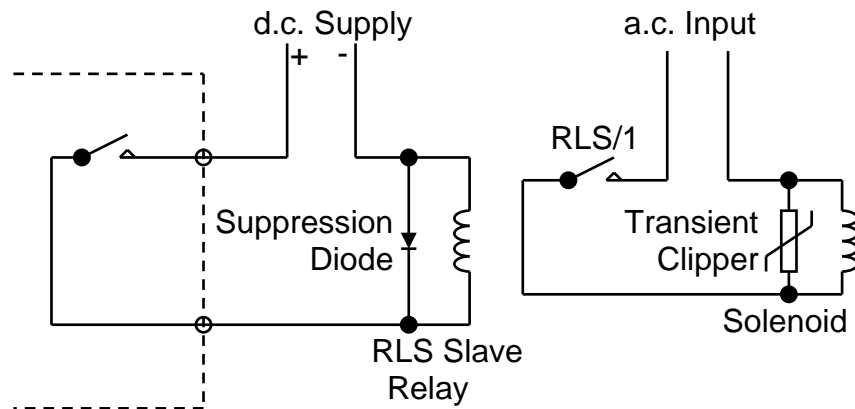 d.c. Supply
+ -
a.c. Input
RLS/1
Suppression
Diode
Transient
Clipper
Solenoid
RLS Slave
Relay